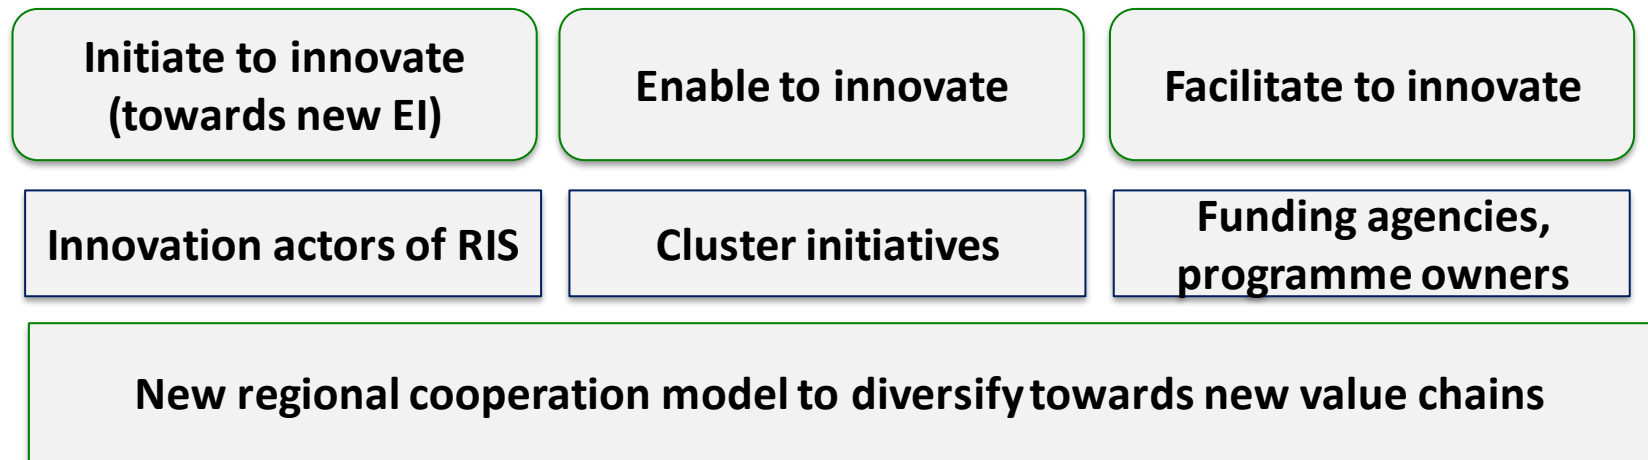 Initiate to innovate
(towards new EI)
Enable to innovate
Facilitate to innovate
Innovation actors of RIS
Cluster initiatives
Funding agencies,
programme owners
New regional cooperation model to diversify towards new value chains